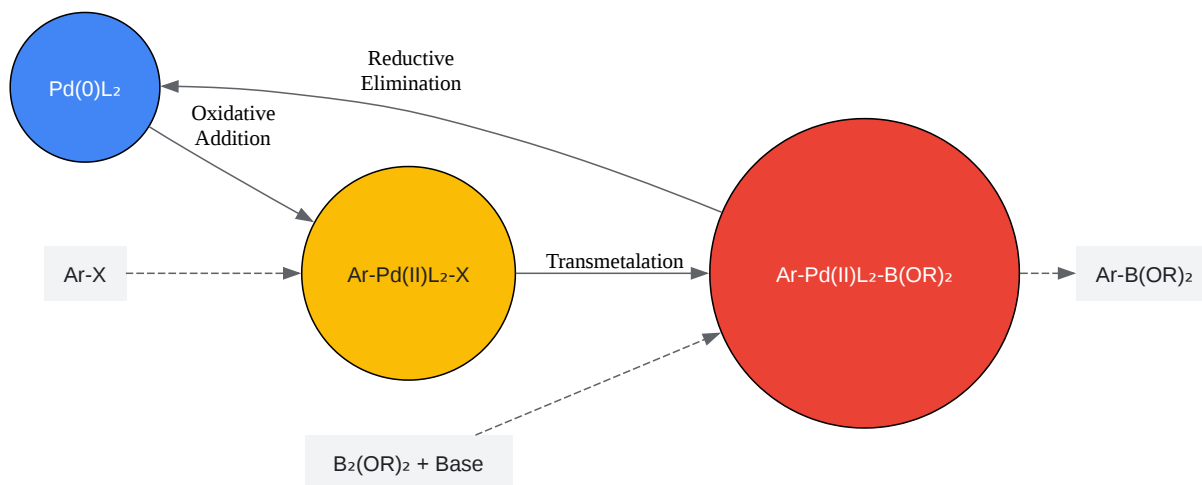 Pd(0)L₂
Reductive
Elimination
Oxidative
Addition
Ar-X
Ar-Pd(II)L₂-X
Transmetalation
Ar-Pd(II)L₂-B(OR)₂
Ar-B(OR)₂
B₂(OR)₂ + Base